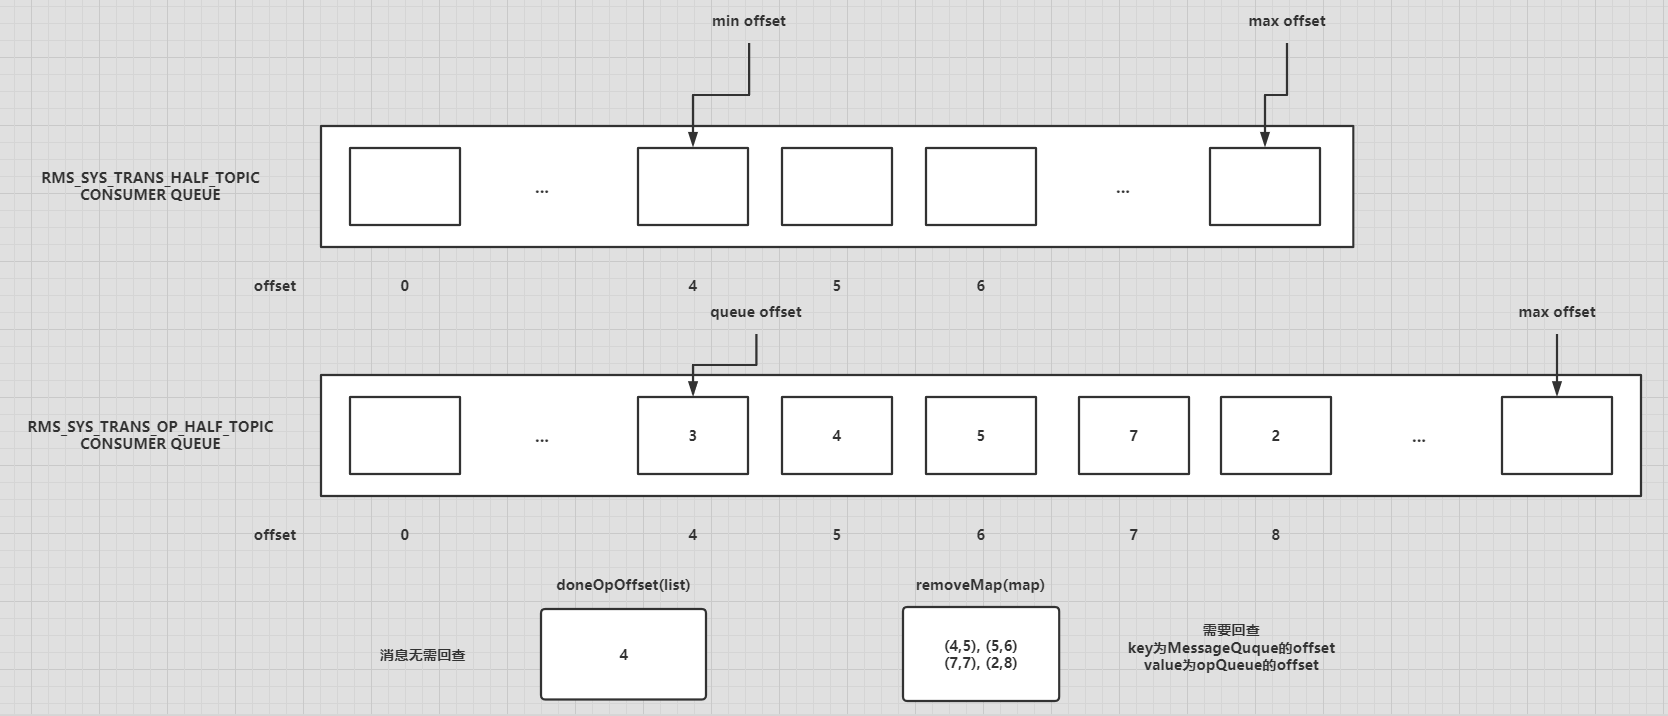 min offset
max offset
RMS_SYS_TRANS_HALF_TOPIC
CONSUMER QUEUE
...
...
offset
0
4
5
6
queue offset
max offset
RMS_SYS_TRANS_OP_HALF_TOPIC
CONSUMER QUEUE
...
3
4
5
7
2
...
offset
0
4
5
6
7
8
doneOpOffset(list)
removeMap(map)
消息无需回查
4
(4,5), (5,6)
(7,7), (2,8)
需要回查
key为MessageQuque的offset
value为opQueue的offset